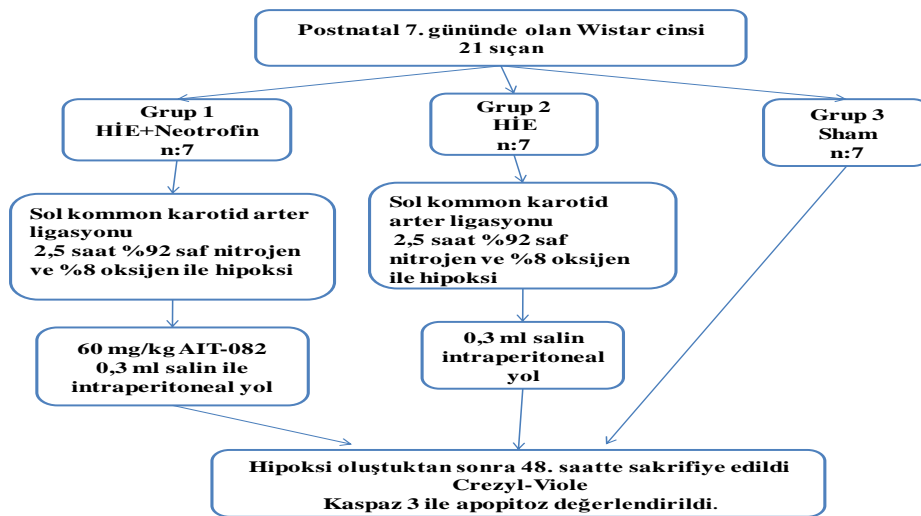 Postnatal 7. gününde olan Wistar cinsi
21 sıçan
Grup 1
HİE+Neotrofin
n:7
Grup 2
HİE
n:7
Grup 3
Sham
n:7
Sol kommon karotid arter
ligasyonu
2,5 saat %92 saf nitrojen
ve %8 oksijen ile hipoksi
Sol kommon karotid
arter ligasyonu
2,5 saat %92 saf
nitrojen ve %8 oksijen
ile hipoksi
60 mg/kg AIT-082
0,3 ml salin ile
intraperitoneal yol
0,3 ml salin
intraperitoneal
yol
Hipoksi oluştuktan sonra 48. saatte sakrifiye edildi
Crezyl-Viole
Kaspaz 3 ile apopitoz değerlendirildi.